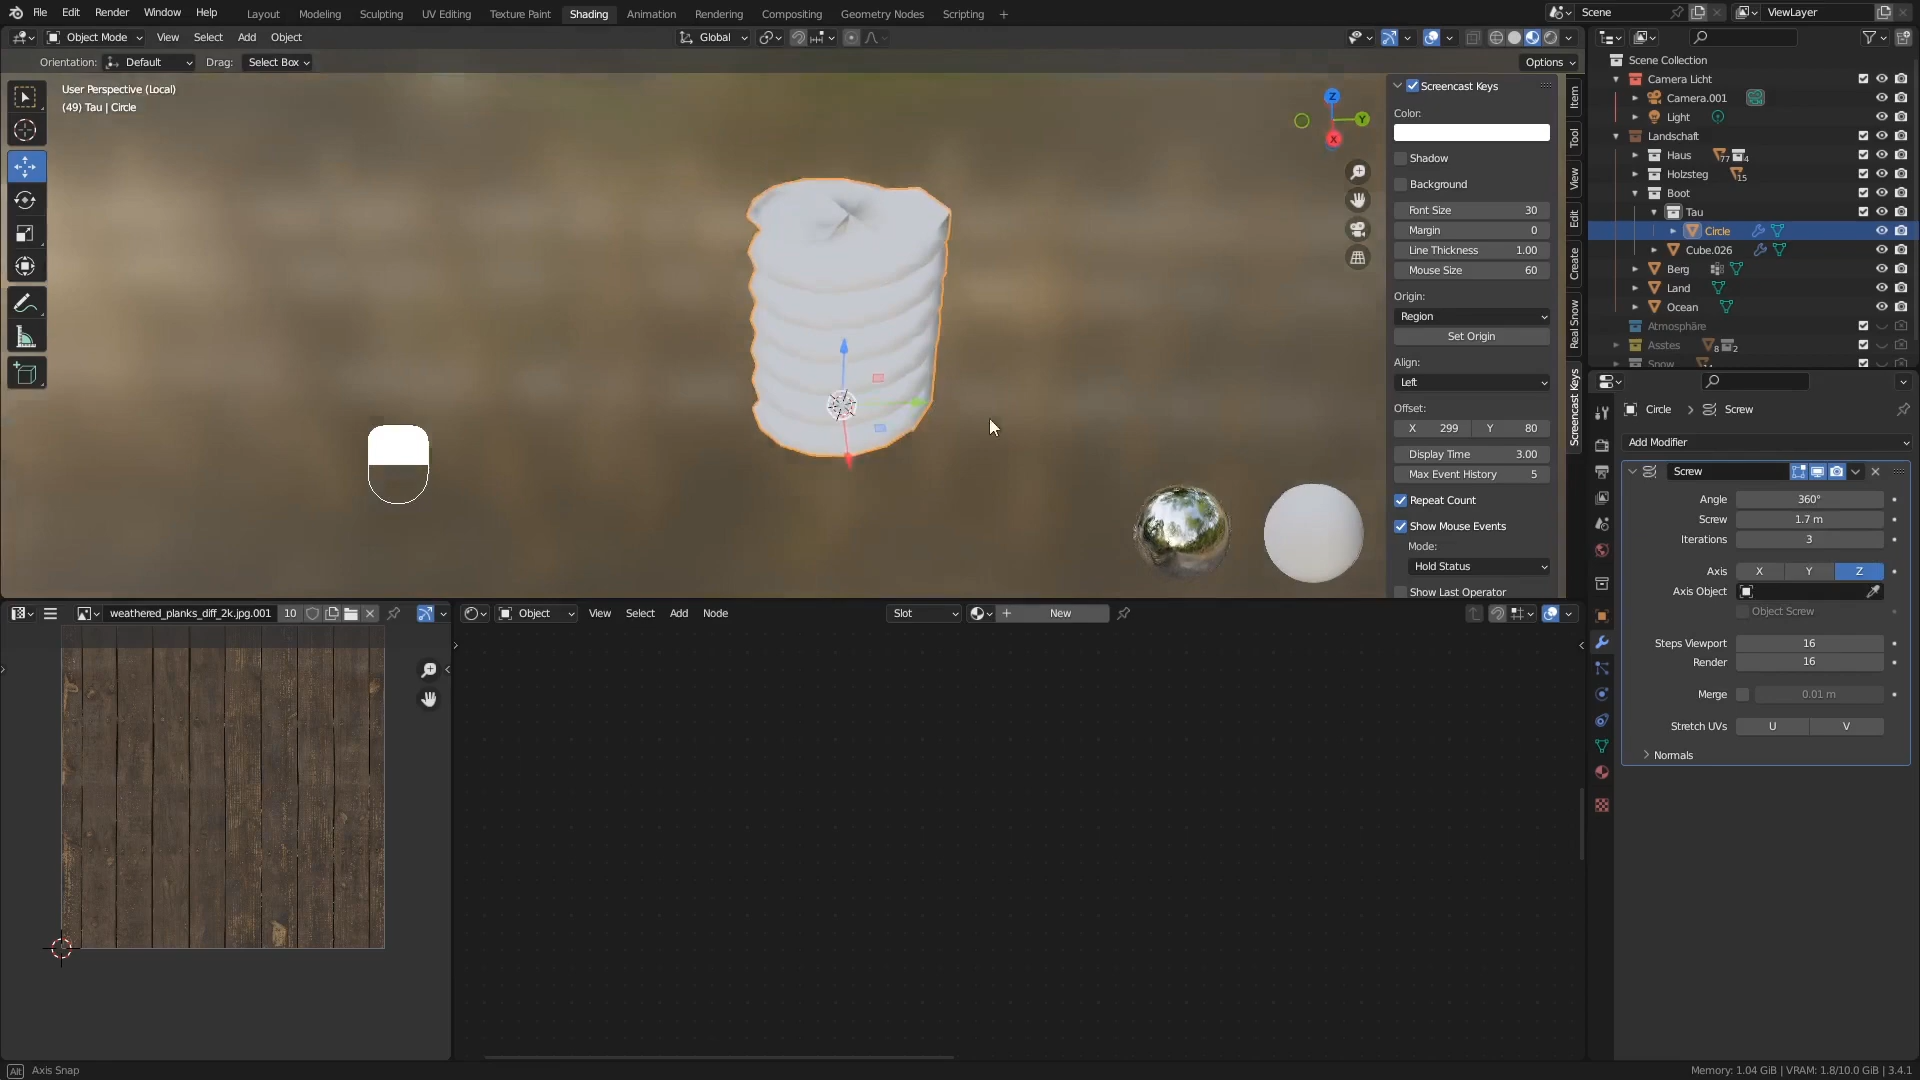 File Edit Render Window Help Layout Modeling Sculpting UV Editing Texture Paint Shading Animation Rendering Compositing Geometry Nodes Scripting + Scene ViewLayer
Object Mode View Select Add Object Global
Orientation: Default Drag: Select Box Options
User Perspective (Local)
(49) Tau | Circle
Z
Y
X
Screencast Keys
Color:
Shadow
Background
Font Size 30
Margin 0
Line Thickness 1.00
Mouse Size 60
Origin:
Region
Set Origin
Align:
Left
Offset:
X 299 Y 80
Display Time 3.00
Max Event History 5
Repeat Count
Show Mouse Events
Mode:
Hold Status
Show Last Operator
Item
Tool
View
Edit
Create
Real Snow
Screencast Keys
Scene Collection
Camera Licht
Camera.001
Light
Landschaft
Haus 77 4
Holzsteg 15
Boot
Tau
Circle
Cube.026
Berg
Land
Ocean
Atmosphäre
Asstes 8 2
Snow
Circle > Screw
Add Modifier
Screw
Angle 360°
Screw 1.7 m
Iterations 3
Axis X Y Z
Axis Object
Object Screw
Steps Viewport 16
Render 16
Merge 0.01 m
Stretch UVs U V
Normals
weathered_planks_diff_2k.jpg.001 10
Object View Select Add Node Slot New
Alt Axis Snap
Memory: 1.04 GiB | VRAM: 1.8/10.0 GiB | 3.4.1